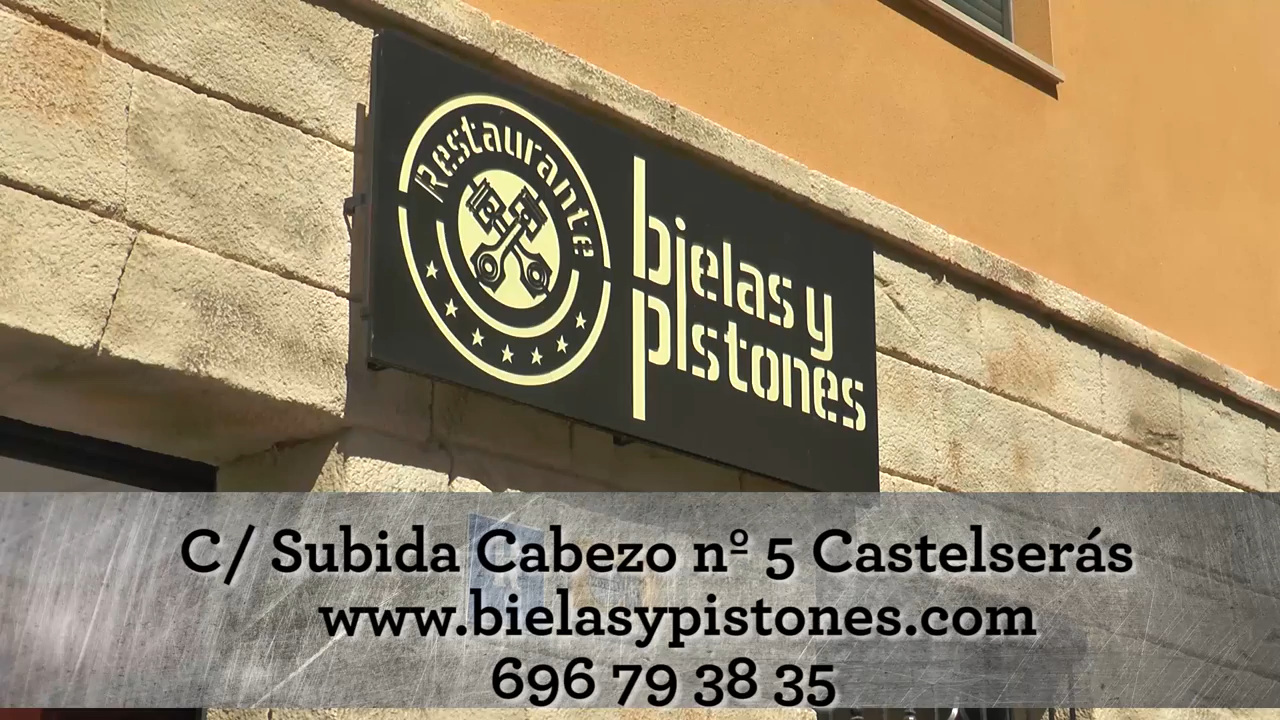 Restaurante
bielas y
pistones
C/ Subida Cabezo nº 5 Castelserás
www.bielasypistones.com
696 79 38 35